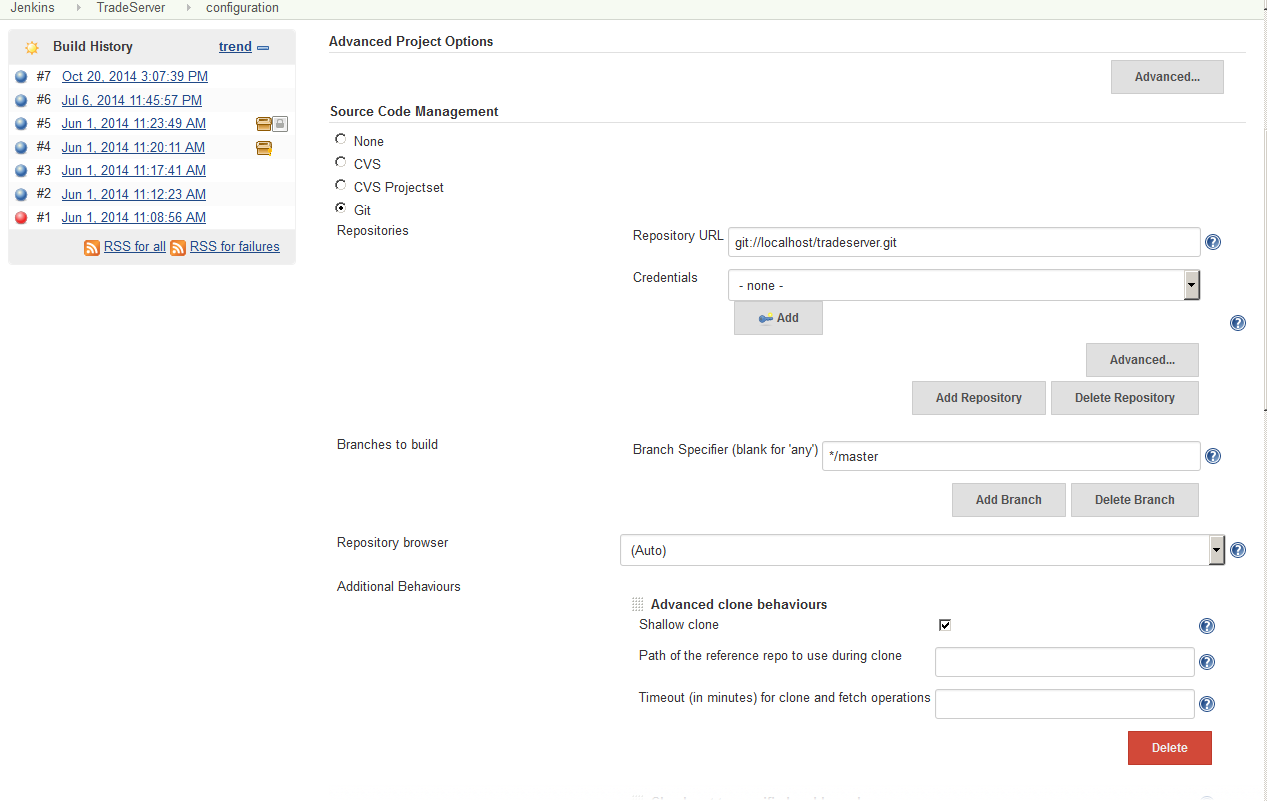 Jenkins TradeServer configuration
Build History trend
#7 Oct 20, 2014 3:07:39 PM
#6 Jul 6, 2014 11:45:57 PM
#5 Jun 1, 2014 11:23:49 AM
#4 Jun 1, 2014 11:20:11 AM
#3 Jun 1, 2014 11:17:41 AM
#2 Jun 1, 2014 11:12:23 AM
#1 Jun 1, 2014 11:08:56 AM
RSS for all RSS for failures
Advanced Project Options
Advanced...
Source Code Management
None
CVS
CVS Projectset
Git
Repositories
Repository URL git://localhost/tradeserver.git
Credentials - none -
Add
Advanced...
Add Repository Delete Repository
Branches to build
Branch Specifier (blank for 'any') */master
Add Branch Delete Branch
Repository browser (Auto)
Additional Behaviours
Advanced clone behaviours
Shallow clone
Path of the reference repo to use during clone
Timeout (in minutes) for clone and fetch operations
Delete